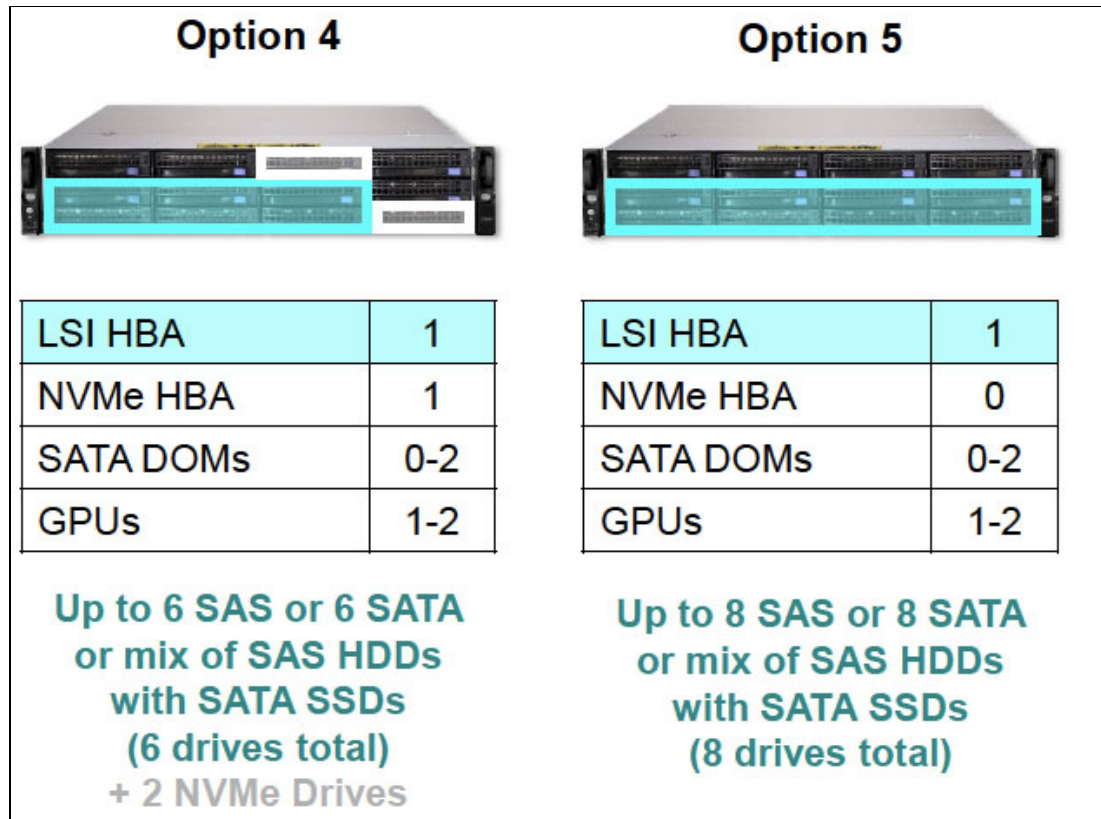 Option 4
LSI HBA 1
NVMe HBA 1
SATA DOMs 0-2
GPUs 1-2
Up to 6 SAS or 6 SATA
or mix of SAS HDDs
with SATA SSDs
(6 drives total)
+ 2 NVMe Drives
Option 5
LSI HBA 1
NVMe HBA 0
SATA DOMs 0-2
GPUs 1-2
Up to 8 SAS or 8 SATA
or mix of SAS HDDs
with SATA SSDs
(8 drives total)